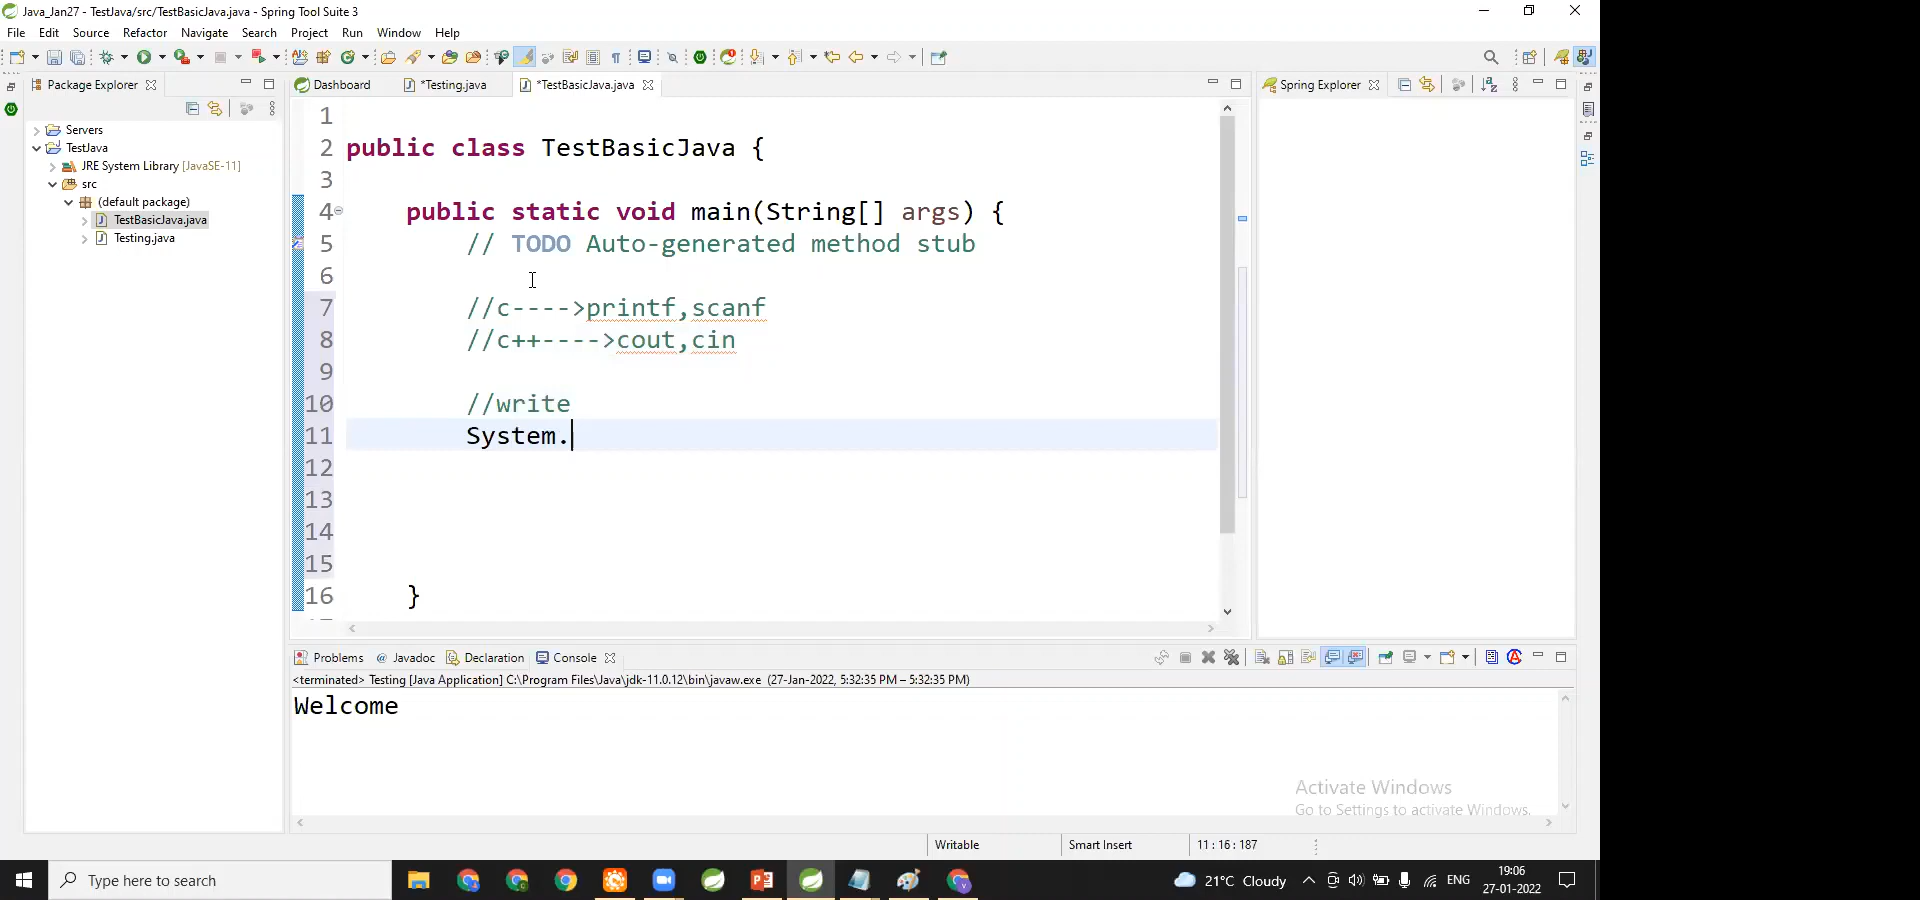 Java_Jan27 - TestJava/src/TestBasicJava.java - Spring Tool Suite 3
File Edit Source Refactor Navigate Search Project Run Window Help
Package Explorer
Dashboard *Testing.java *TestBasicJava.java
Spring Explorer
Servers
TestJava
JRE System Library [JavaSE-11]
src
(default package)
TestBasicJava.java
Testing.java
1
2 public class TestBasicJava {
3
4 public static void main(String[] args) {
5 // TODO Auto-generated method stub
6
7 //c---->printf,scanf
8 //c++---->cout,cin
9
10 //write
11 System.
12
13
14
15
16 }
Problems @ Javadoc Declaration Console
<terminated> Testing [Java Application] C:\Program Files\Java\jdk-11.0.12\bin\javaw.exe (27-Jan-2022, 5:32:35 PM – 5:32:35 PM)
Welcome
Activate Windows
Go to Settings to activate Windows.
Writable Smart Insert 11 : 16 : 187
Type here to search
21°C Cloudy
ENG
19:06
27-01-2022